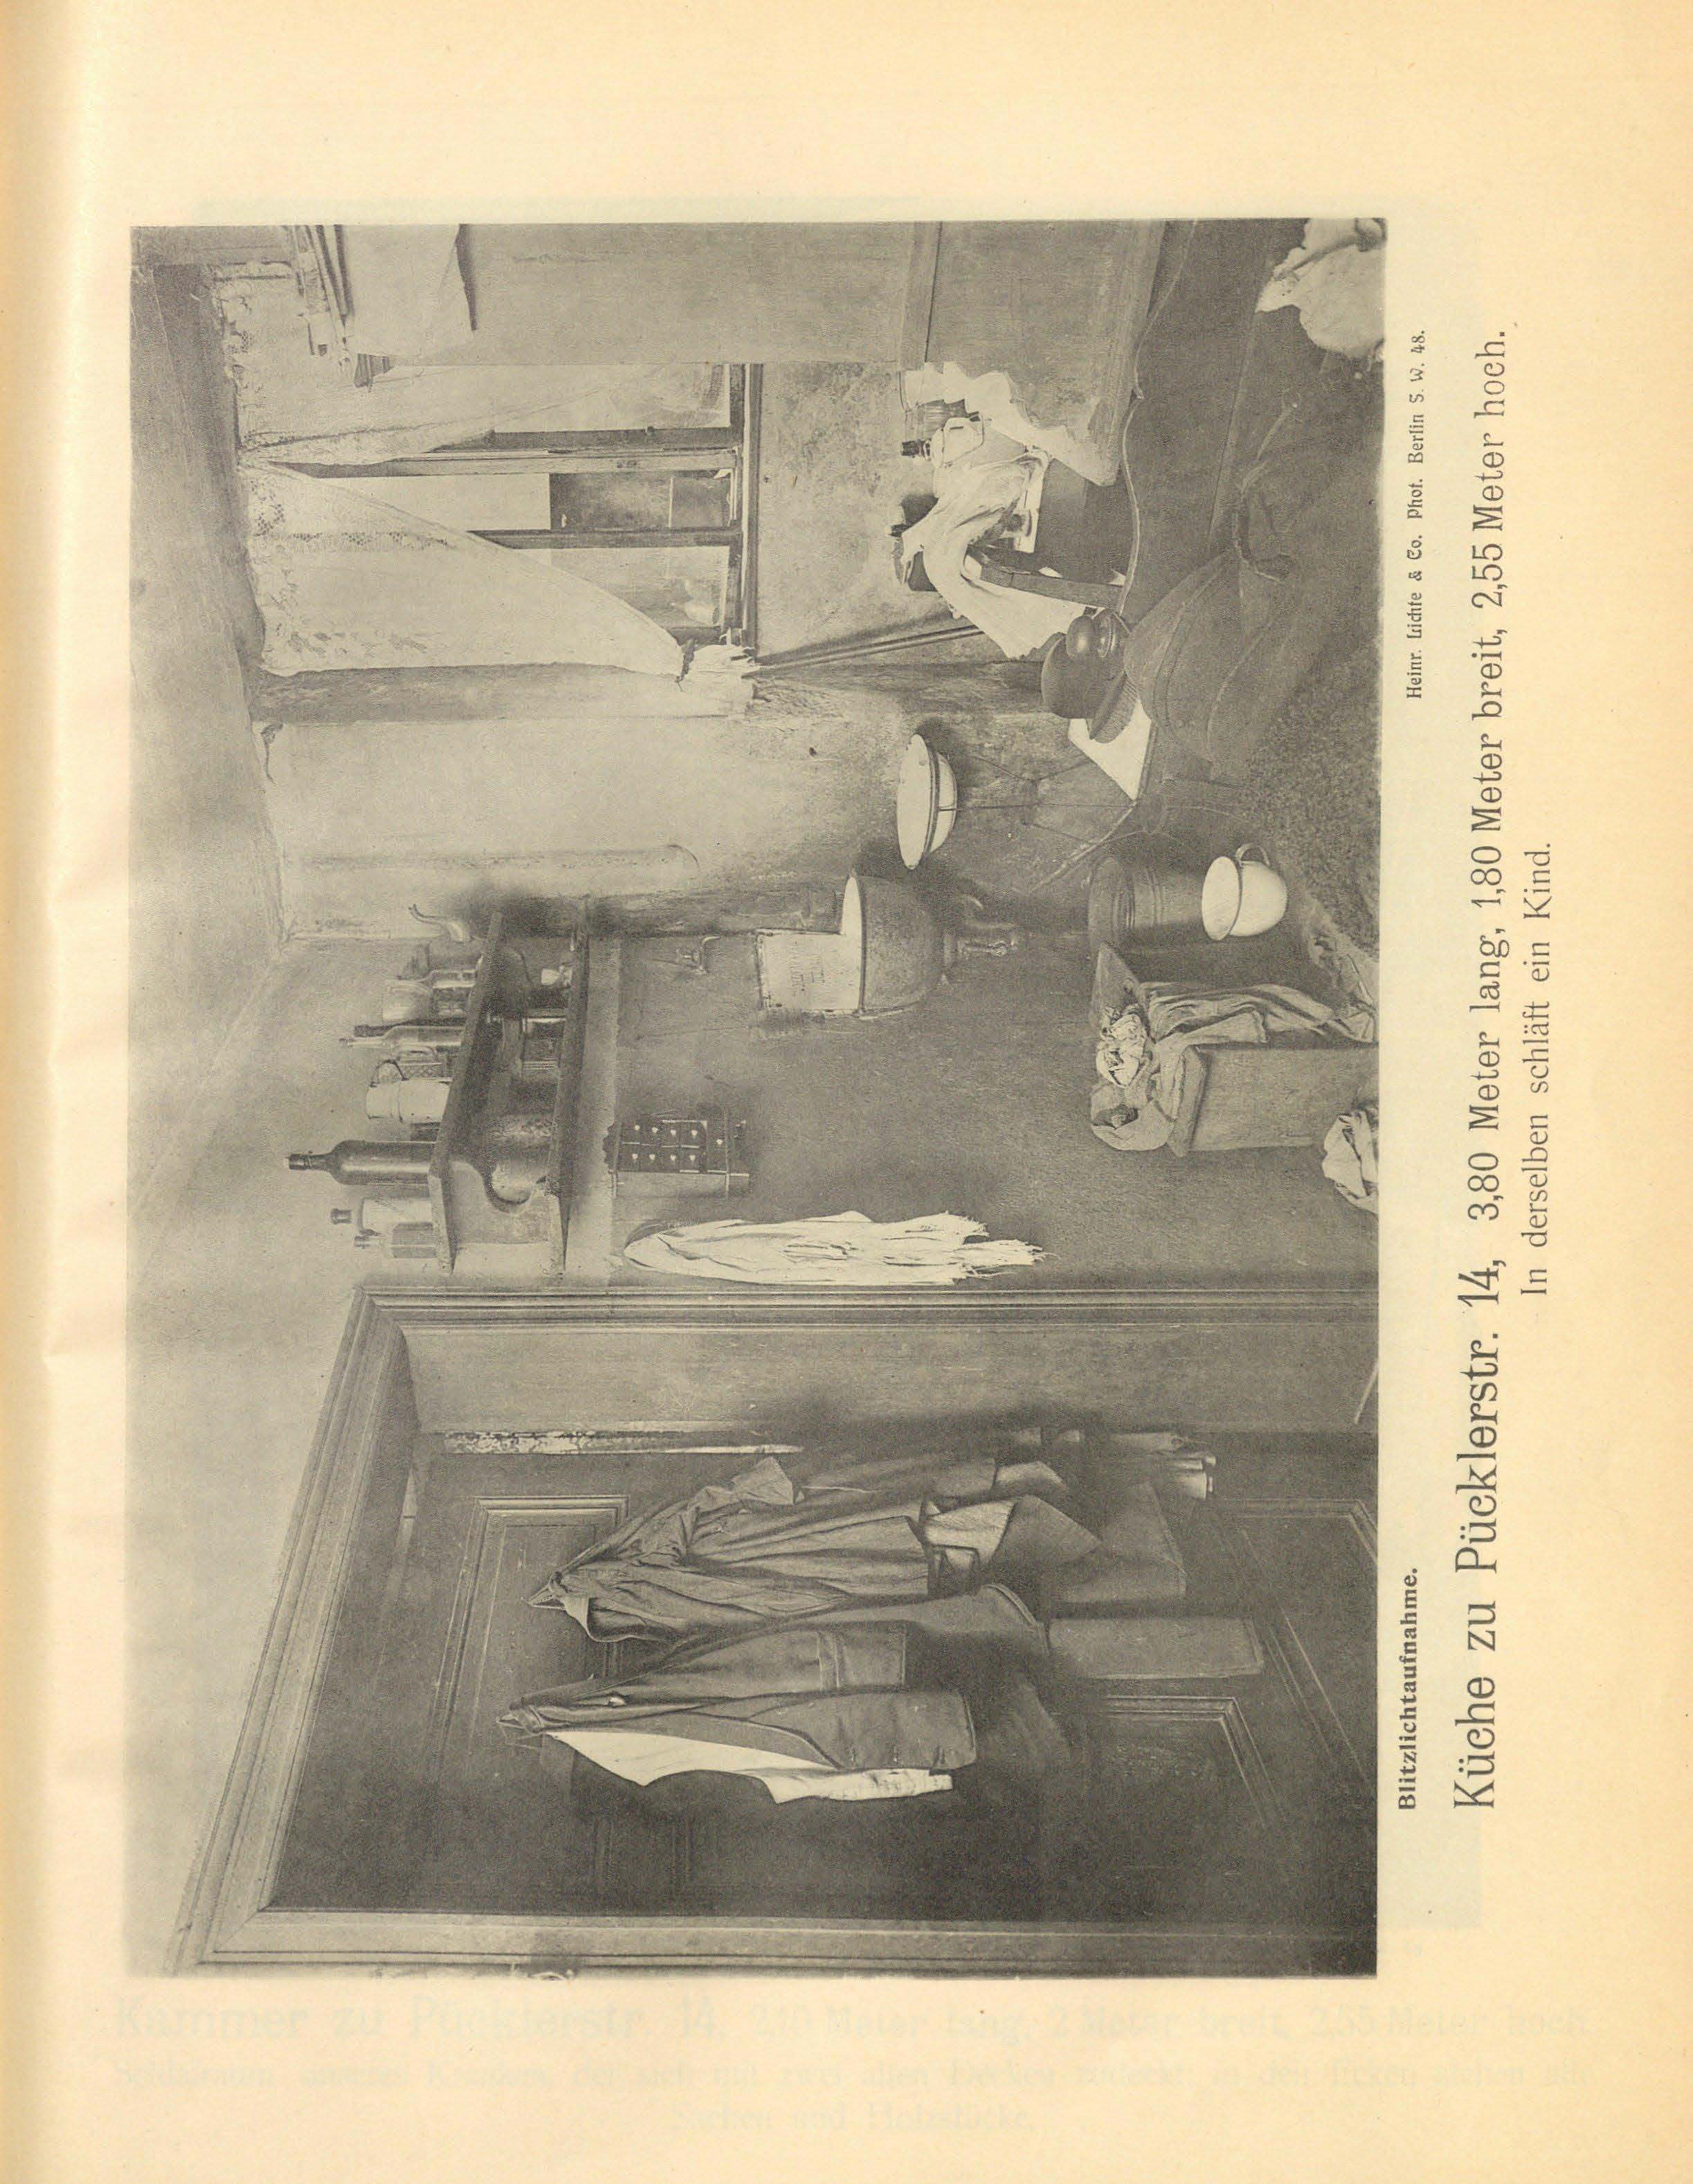 Blitzlichtaufnahme.
Heinr. Lichte & Co. Phot. Berlin S. W. 48.
Küche zu Pücklerstr. 14, 3,80 Meter lang, 1,80 Meter breit, 2,55 Meter hoch.
In derselben schläft ein Kind.